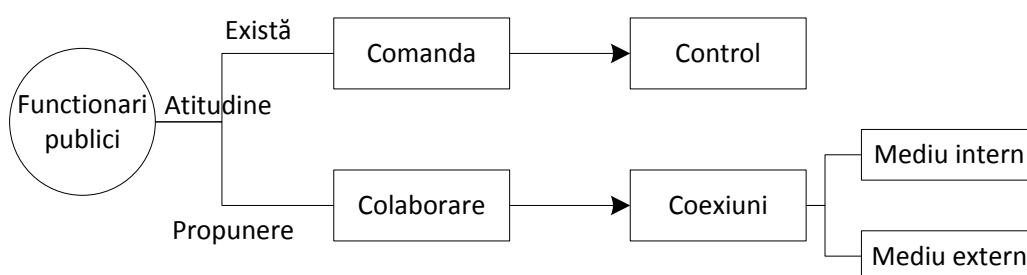 Există
Comanda
Control
Functionari
publici
Atitudine
Mediu intern
Colaborare
Coexiuni
Propunere
Mediu extern